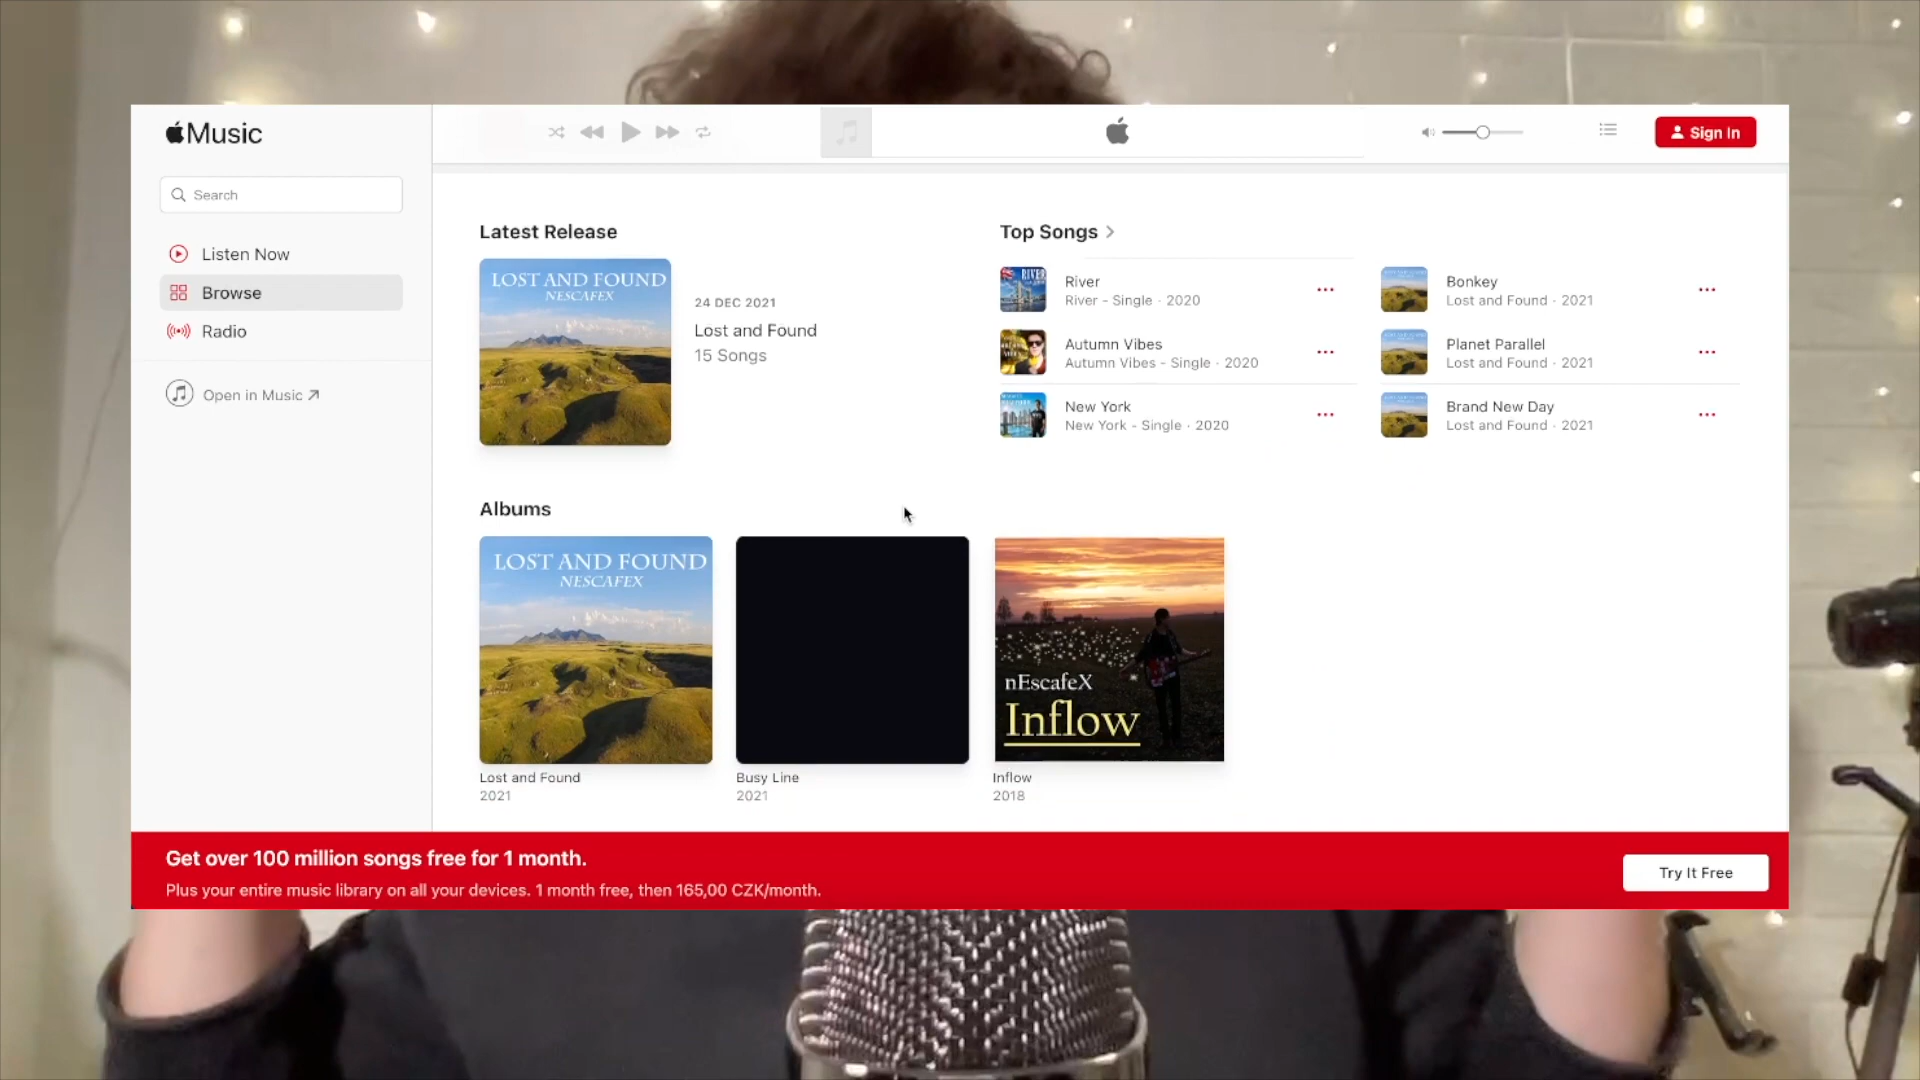 Music
Sign In
Search
Listen Now
Browse
Radio
Open in Music
Latest Release
LOST AND FOUND
NESCAFEX
24 DEC 2021
Lost and Found
15 Songs
Top Songs
RIVER
River
River - Single · 2020
Autumn Vibes
Autumn Vibes - Single · 2020
New York
New York - Single · 2020
Bonkey
Lost and Found · 2021
Planet Parallel
Lost and Found · 2021
Brand New Day
Lost and Found · 2021
Albums
LOST AND FOUND
NESCAFEX
Lost and Found
2021
Busy Line
2021
nEscafeX
Inflow
Inflow
2018
Get over 100 million songs free for 1 month.
Plus your entire music library on all your devices. 1 month free, then 165,00 CZK/month.
Try It Free